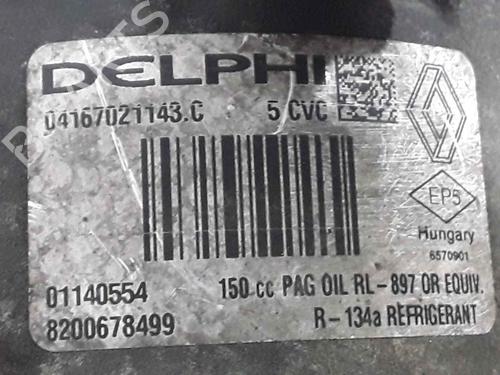 DELPHI
04167021143.C 5 CVC
EP5
Hungary
6570901
01140554 150 cc PAG OIL RL-897 OR EQUIV.
8200678499 R-134a REFRIGERANT